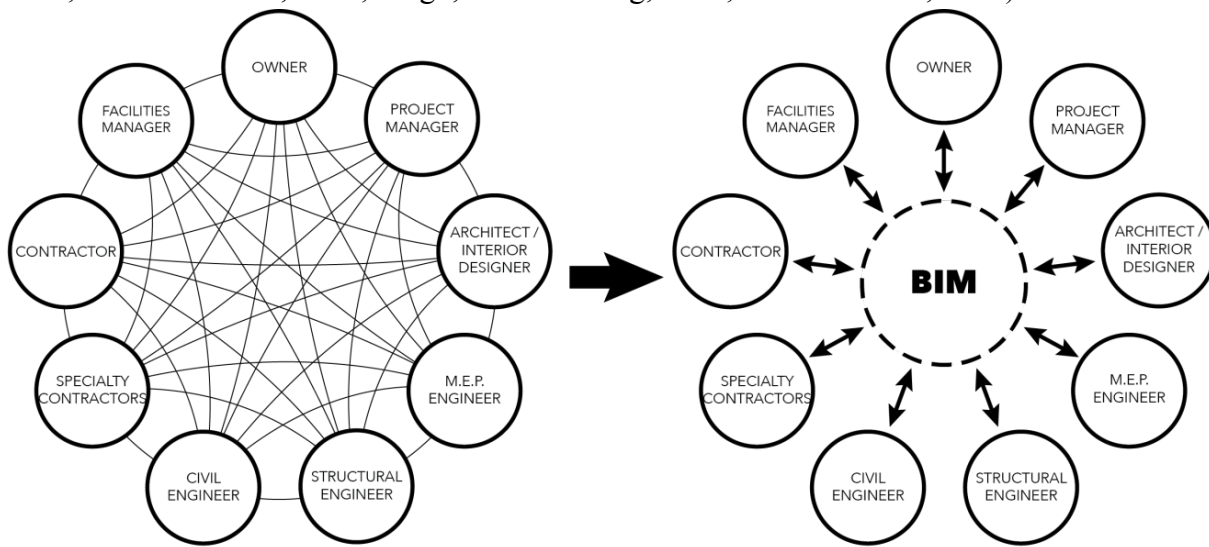 OWNER
FACILITIES
MANAGER
PROJECT
MANAGER
CONTRACTOR
ARCHITECT /
INTERIOR
DESIGNER
SPECIALTY
CONTRACTORS
M.E.P.
ENGINEER
CIVIL
ENGINEER
STRUCTURAL
ENGINEER
OWNER
FACILITIES
MANAGER
PROJECT
MANAGER
CONTRACTOR
BIM
ARCHITECT /
INTERIOR
DESIGNER
SPECIALTY
CONTRACTORS
M.E.P.
ENGINEER
CIVIL
ENGINEER
STRUCTURAL
ENGINEER